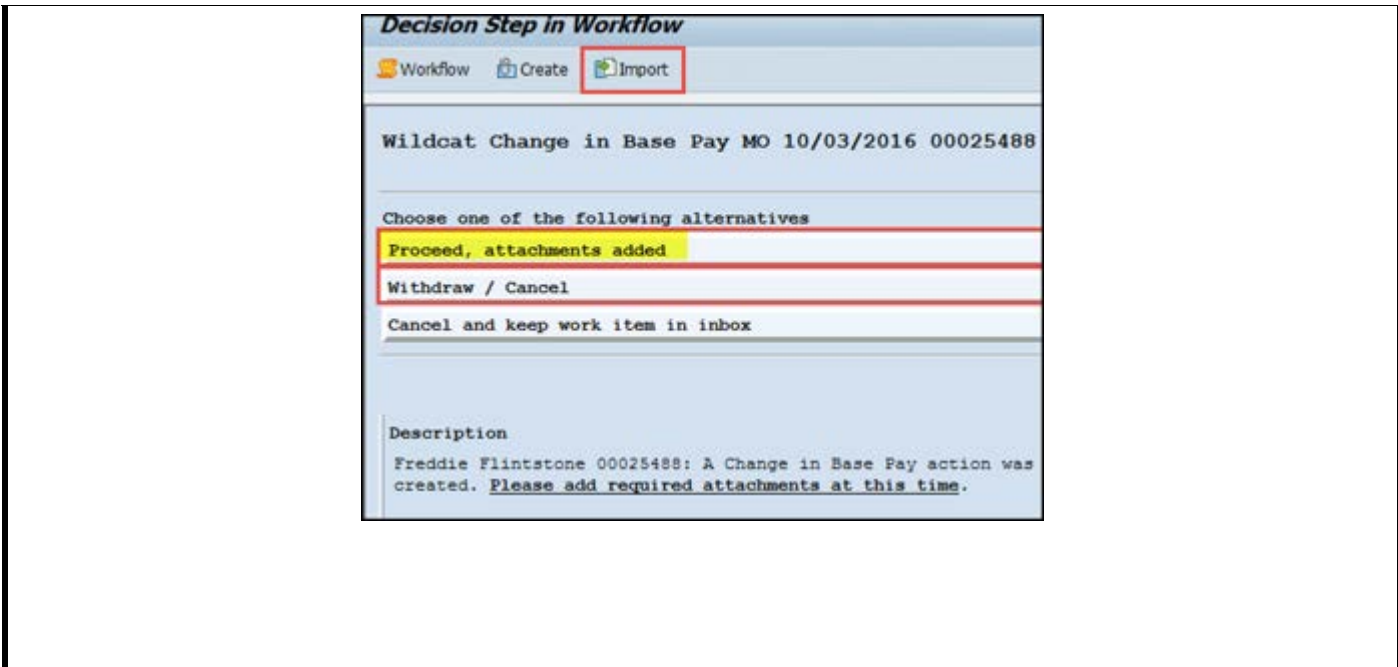 Decision Step in Workflow
Workflow Create Import
Wildcat Change in Base Pay MO 10/03/2016 00025488
Choose one of the following alternatives
Proceed, attachments added
Withdraw / Cancel
Cancel and keep work item in inbox
Description
Freddie Flintstone 00025488: A Change in Base Pay action was
created. Please add required attachments at this time.